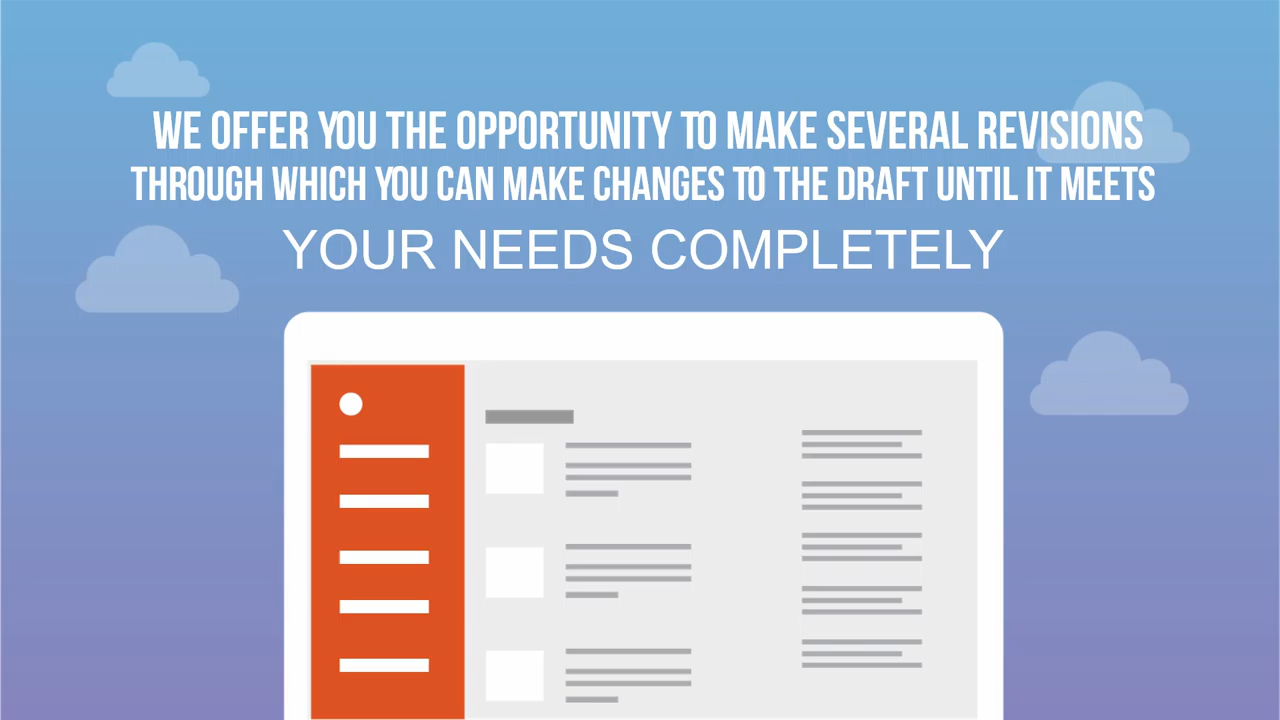 WE OFFER YOU THE OPPORTUNITY TO MAKE SEVERAL REVISIONS
THROUGH WHICH YOU CAN MAKE CHANGES TO THE DRAFT UNTIL IT MEETS
YOUR NEEDS COMPLETELY